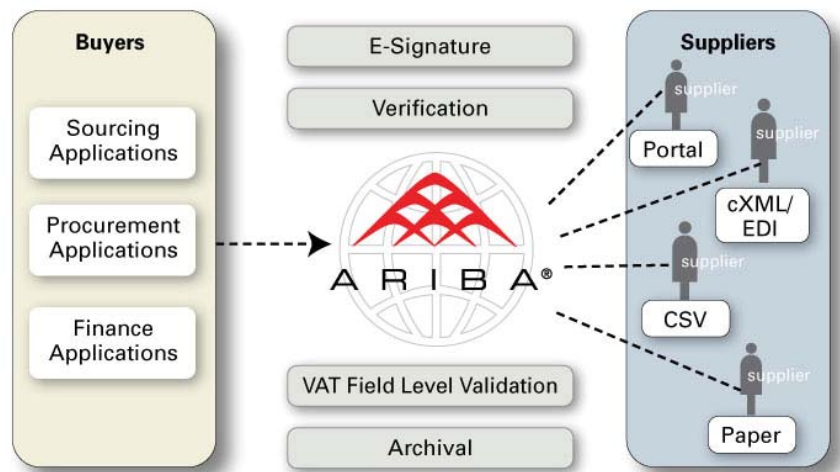 Buyers
Sourcing
Applications
Procurement
Applications
Finance
Applications
E-Signature
Verification
ARIBA®
VAT Field Level Validation
Archival
Suppliers
supplier
Portal
supplier
cXML/
EDI
supplier
CSV
supplier
Paper